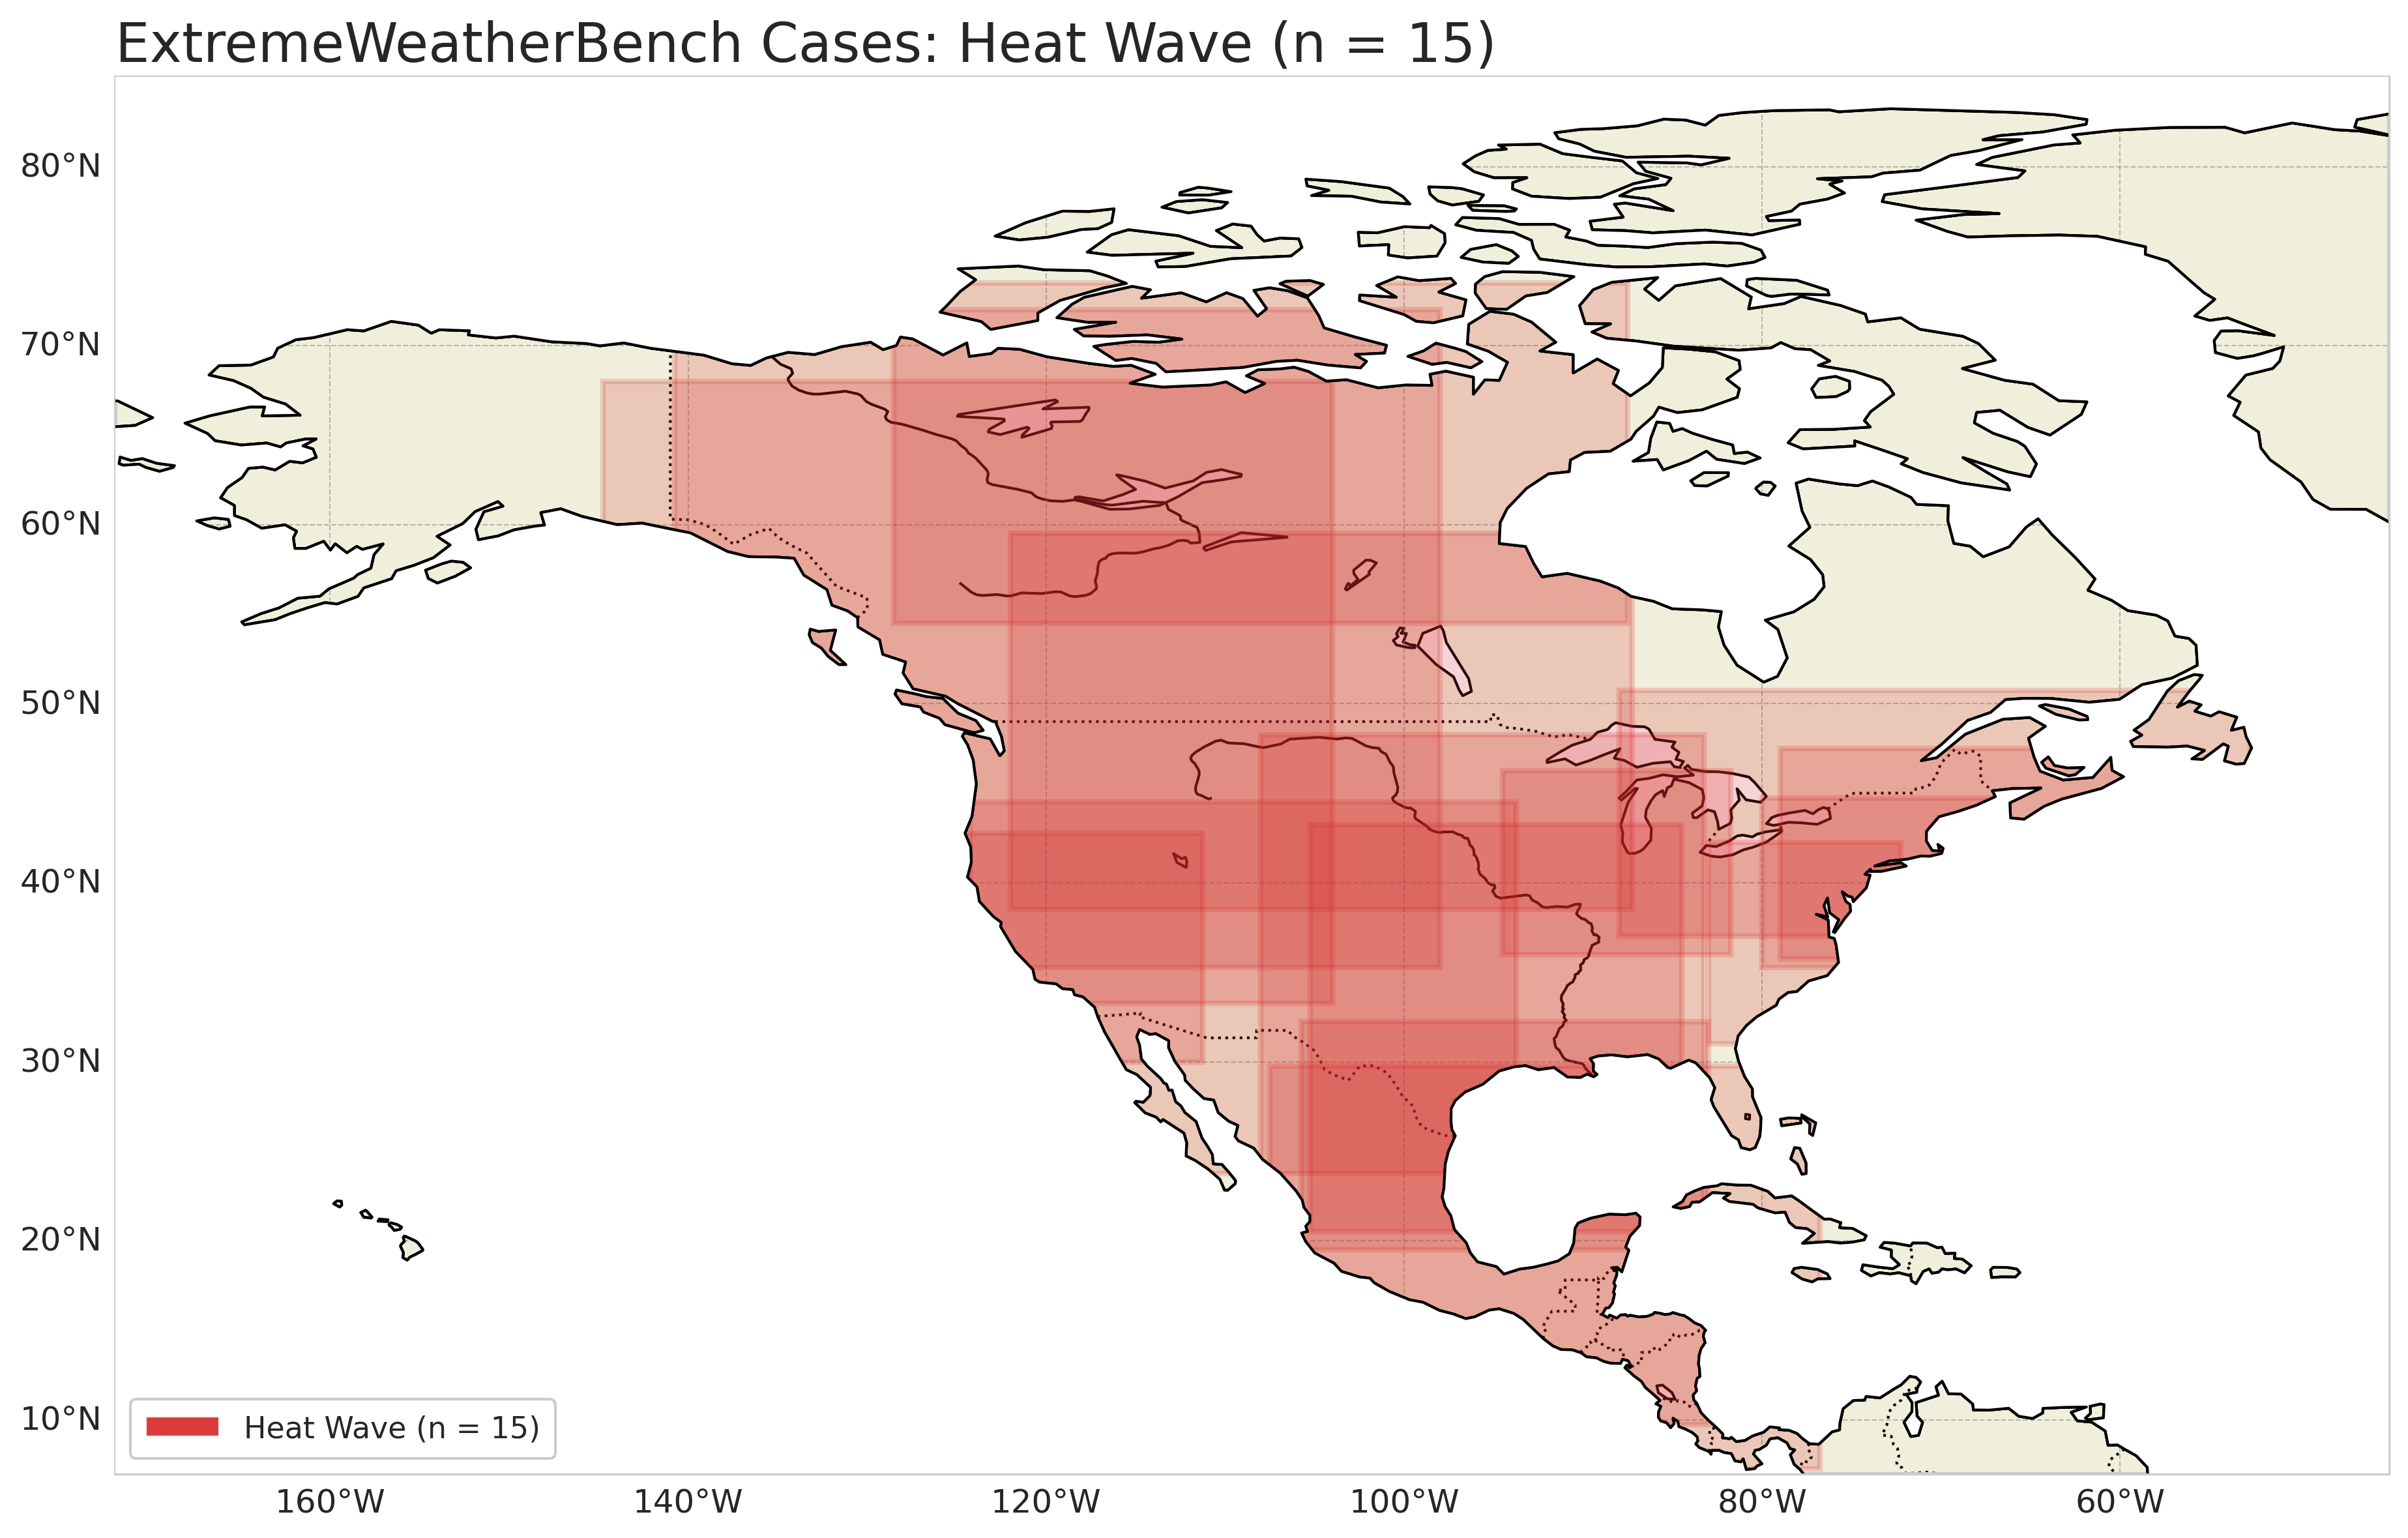 ExtremeWeatherBench Cases: Heat Wave (n = 15)
80°N
70°N
60°N
50°N
40°N
30°N
20°N
10°N
Heat Wave (n = 15)
160°W 140°W 120°W 100°W 80°W 60°W